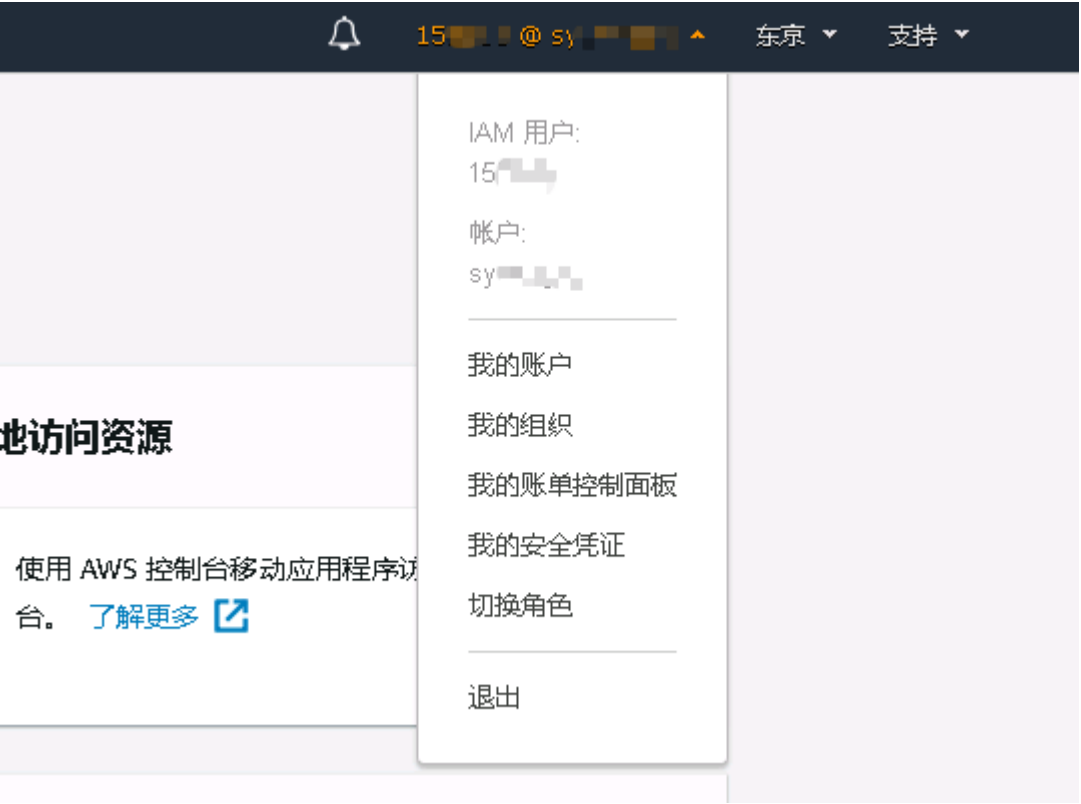 15 @ sy 东京 支持
IAM 用户:
15
帐户:
sy
我的账户
我的组织
我的账单控制面板
我的安全凭证
切换角色
退出
地访问资源
使用 AWS 控制台移动应用程序访
台。 了解更多